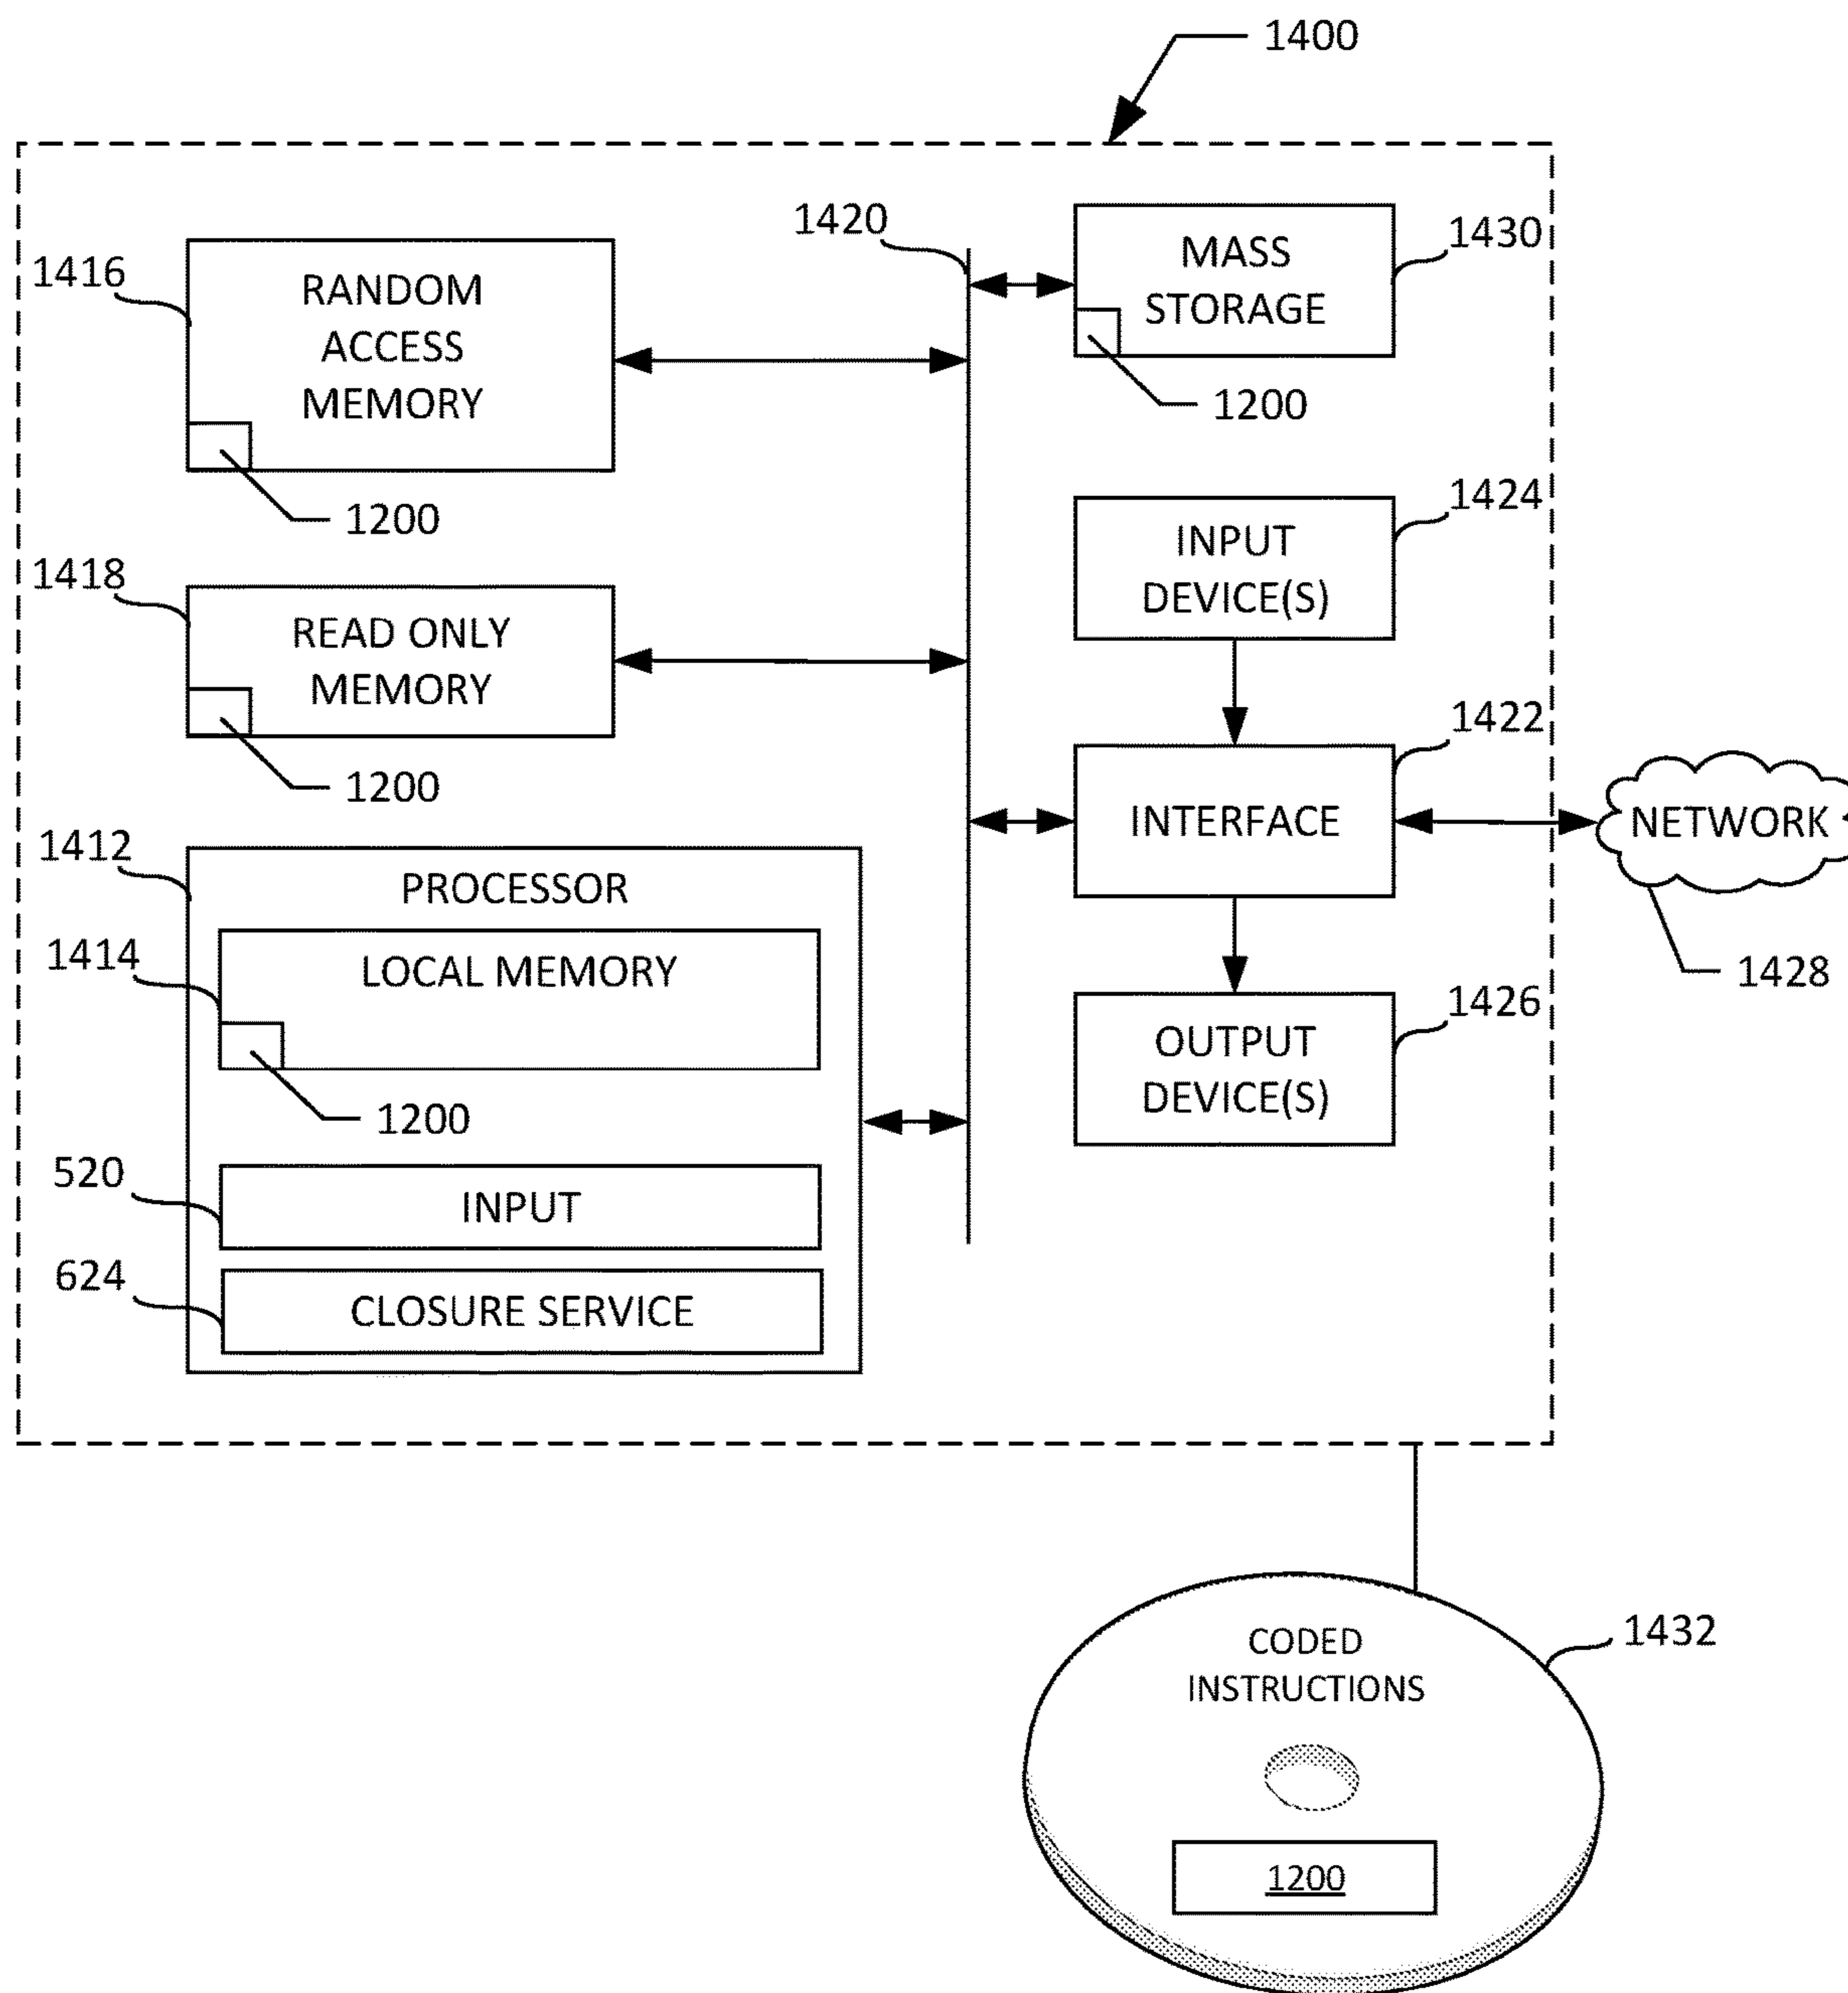 1400
1420
1416
RANDOM
ACCESS
MEMORY
1200
MASS
STORAGE
1430
1200
1418
READ ONLY
MEMORY
1200
INPUT
DEVICE(S)
1424
INTERFACE
1422
NETWORK
1428
OUTPUT
DEVICE(S)
1426
1412
PROCESSOR
1414
LOCAL MEMORY
1200
520
INPUT
624
CLOSURE SERVICE
CODED
INSTRUCTIONS
1432
1200